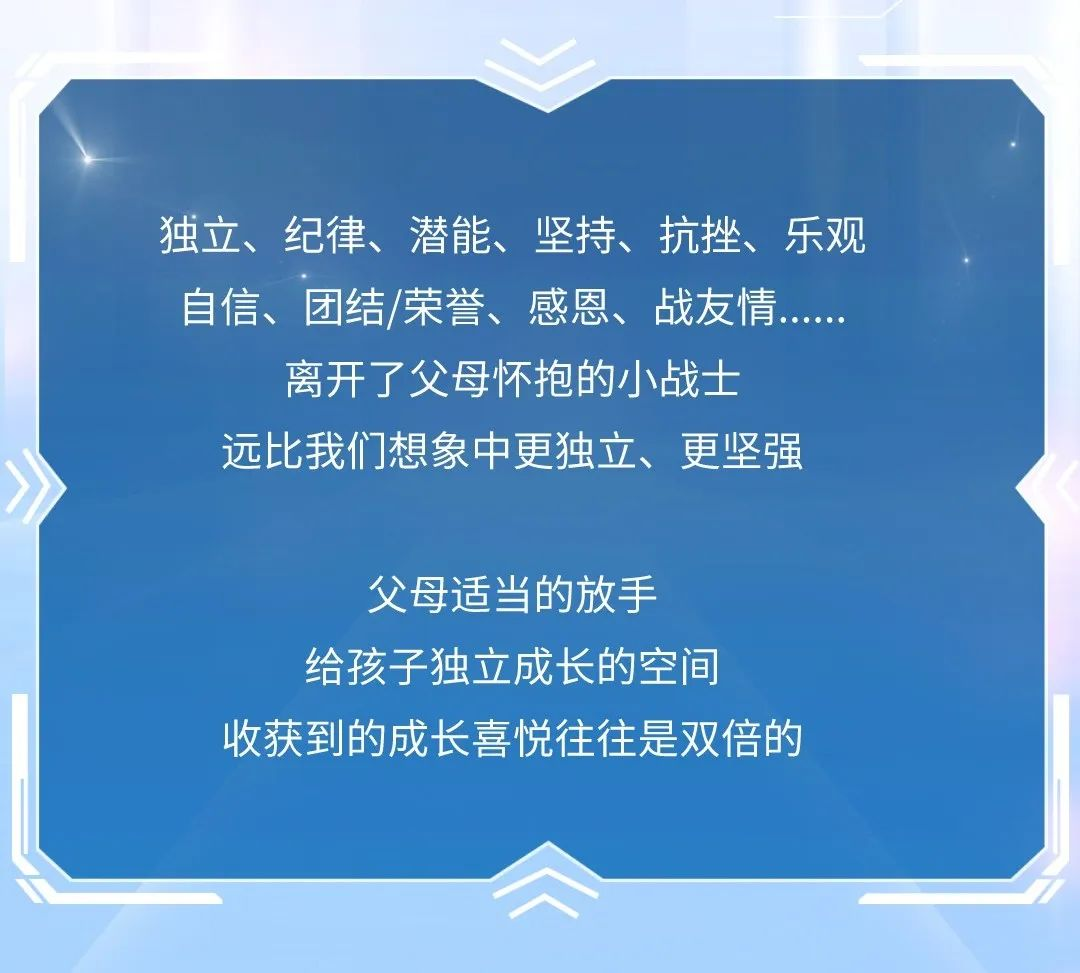 独立、纪律、潜能、坚持、抗挫、乐观
自信、团结/荣誉、感恩、战友情......
离开了父母怀抱的小战士
远比我们想象中更独立、更坚强
父母适当的放手
给孩子独立成长的空间
收获到的成长喜悦往往是双倍的